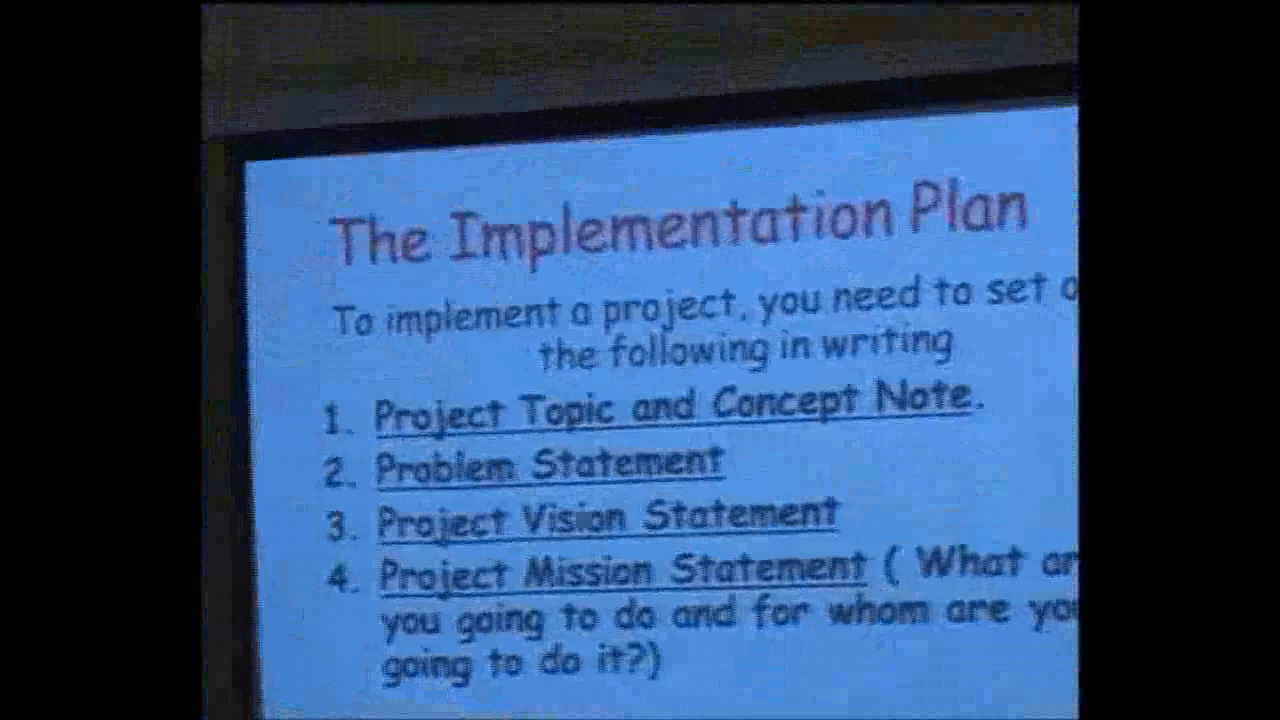 The Implementation Plan
To implement a project, you need to set
the following in writing
1. Project Topic and Concept Note.
2. Problem Statement
3. Project Vision Statement
4. Project Mission Statement ( What
you going to do and for whom are
going to do it?)